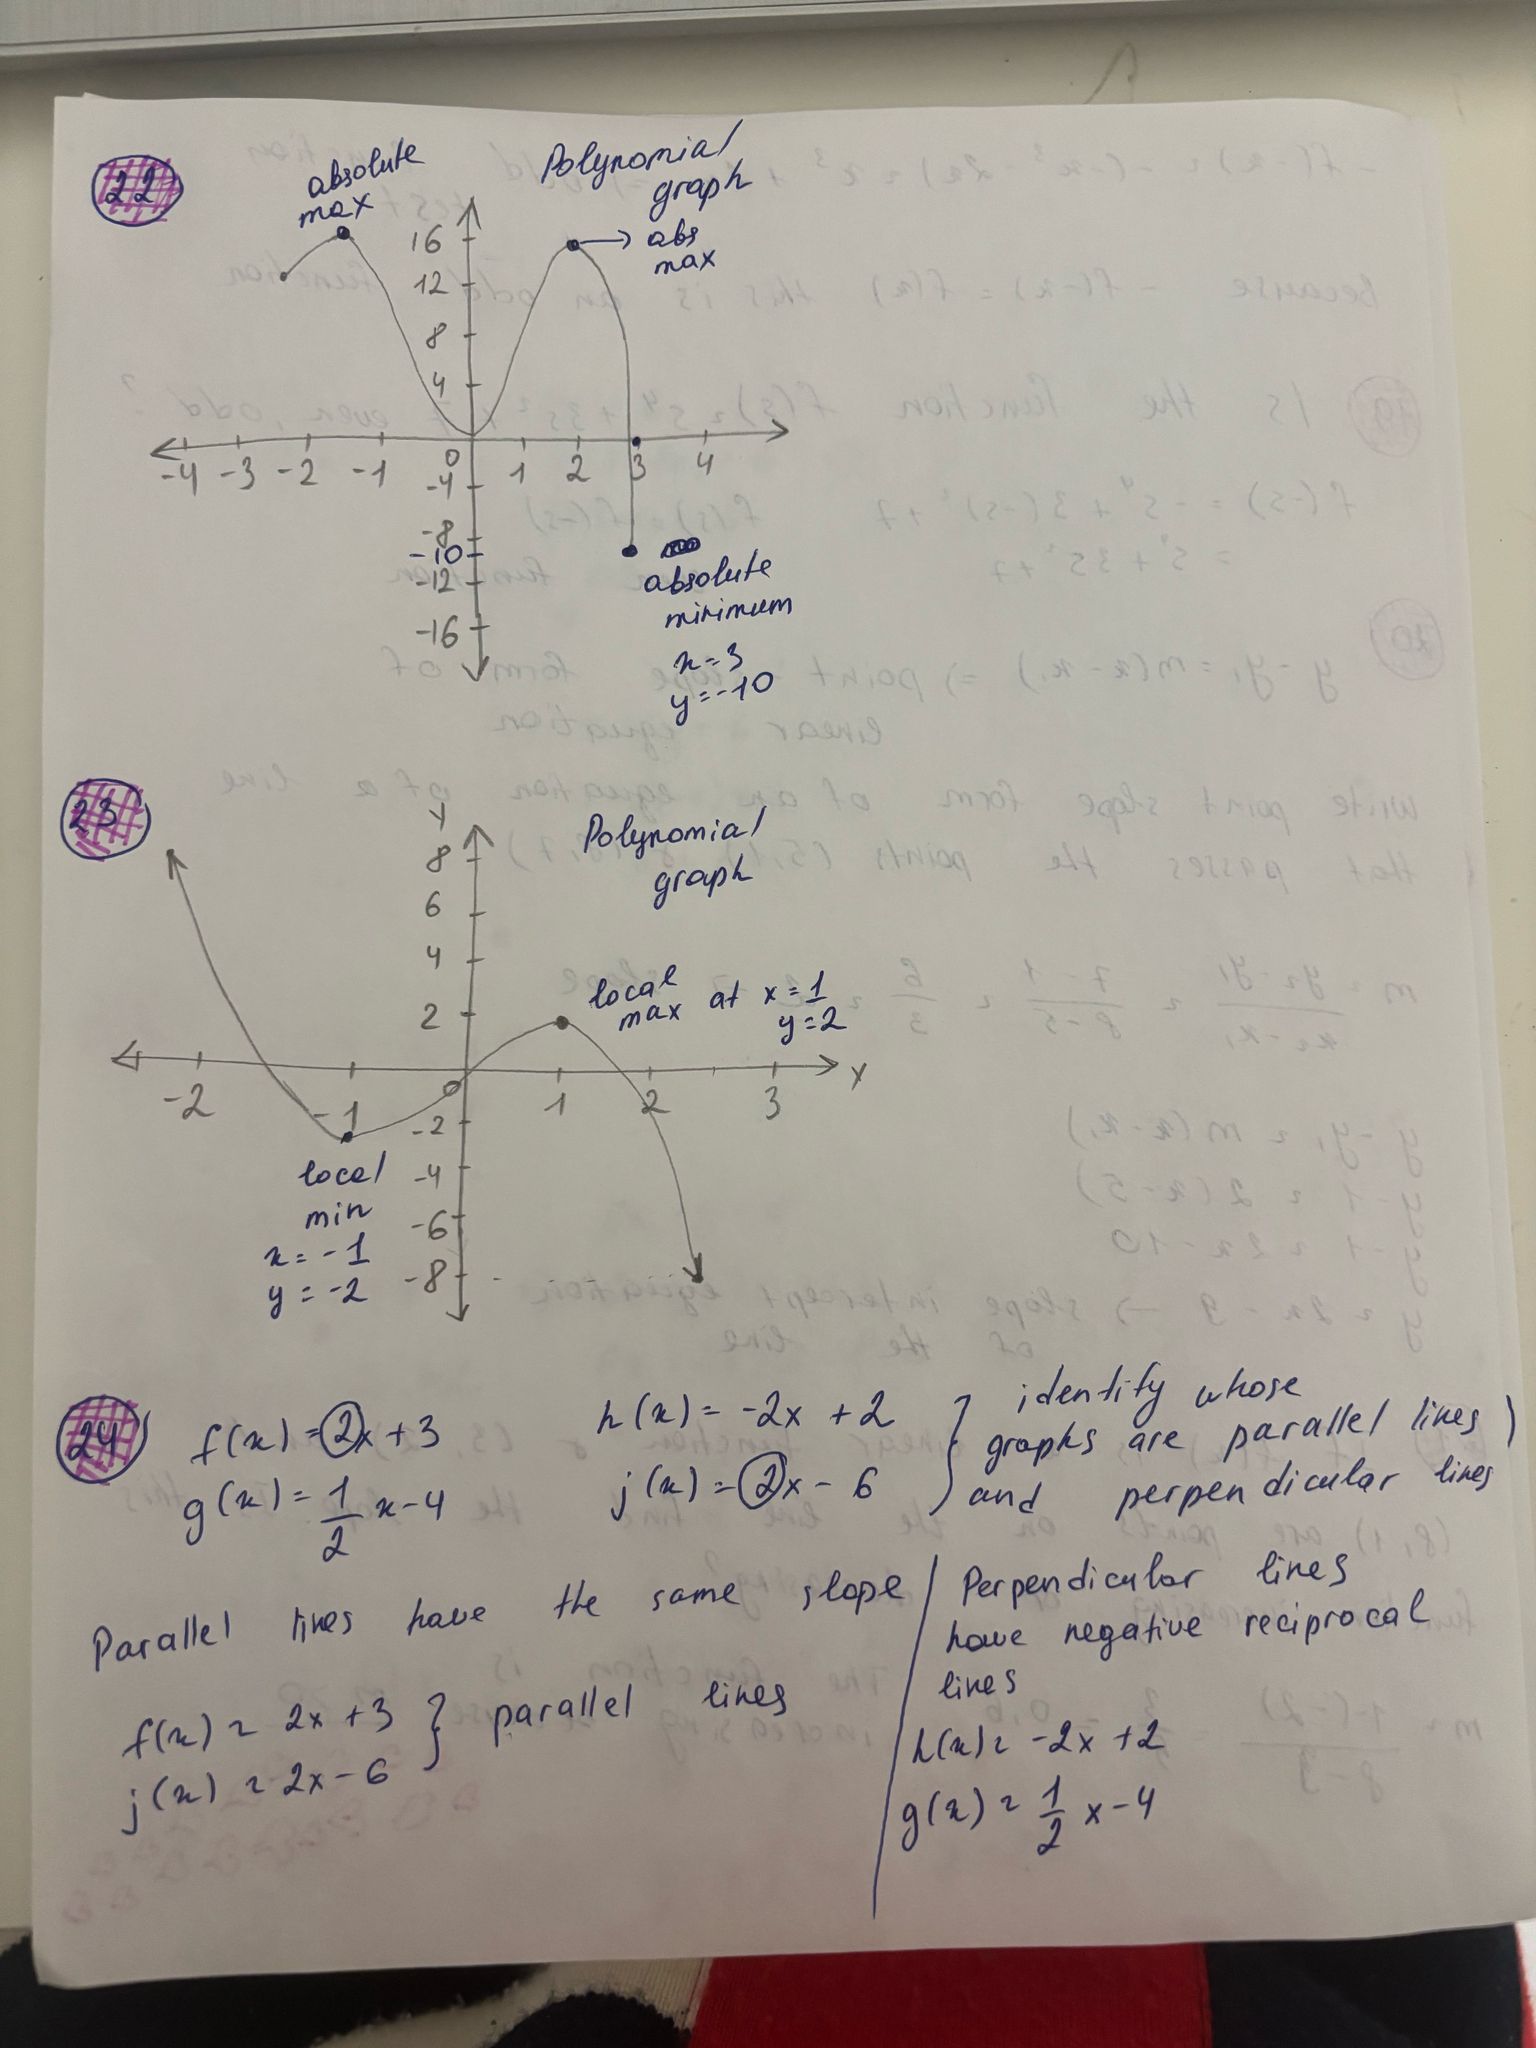 22
absolute
max
Polynomial
graph
abs
max
16
12
8
4
-4 -3 -2 -1 0 1 2 3 4
-4
-8
-10
-12
-16
absolute
minimum
x=3
y=-10
23
y
Polynomial
graph
8
6
4
2
local
max at x=1
y=2
-2 -1 0 1 2 3 x
-2
-4
-6
-8
local
min
x=-1
y=-2
24
f(x)=2x+3
g(x)=1/2 x-4
h(x)=-2x+2
j(x)=2x-6
} identify whose
graphs are parallel lines
and perpendicular lines
Parallel lines have the same slope
f(x)=2x+3
j(x)=2x-6
} parallel lines
Perpendicular lines
have negative reciprocal
lines
h(x)=-2x+2
g(x)=1/2 x-4